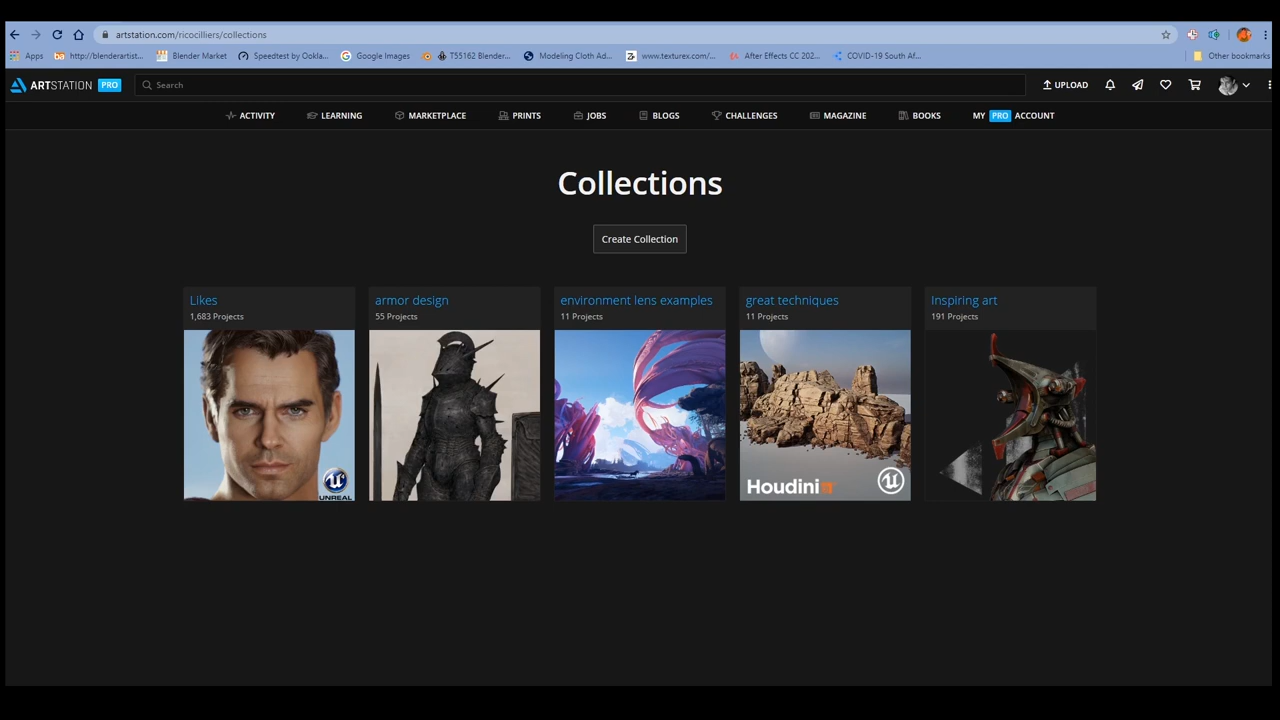 artstation.com/ricocilliers/collections
Apps http://blenderartist... Blender Market Speedtest by Ookla... Google Images T55162 Blender... Modeling Cloth Ad... www.texturex.com/... After Effects CC 202... COVID-19 South Af... Other bookmarks
ARTSTATION PRO Search UPLOAD
ACTIVITY LEARNING MARKETPLACE PRINTS JOBS BLOGS CHALLENGES MAGAZINE BOOKS MY PRO ACCOUNT
Collections
Create Collection
Likes
1,683 Projects
armor design
55 Projects
environment lens examples
11 Projects
great techniques
11 Projects
Inspiring art
191 Projects
UNREAL
Houdini